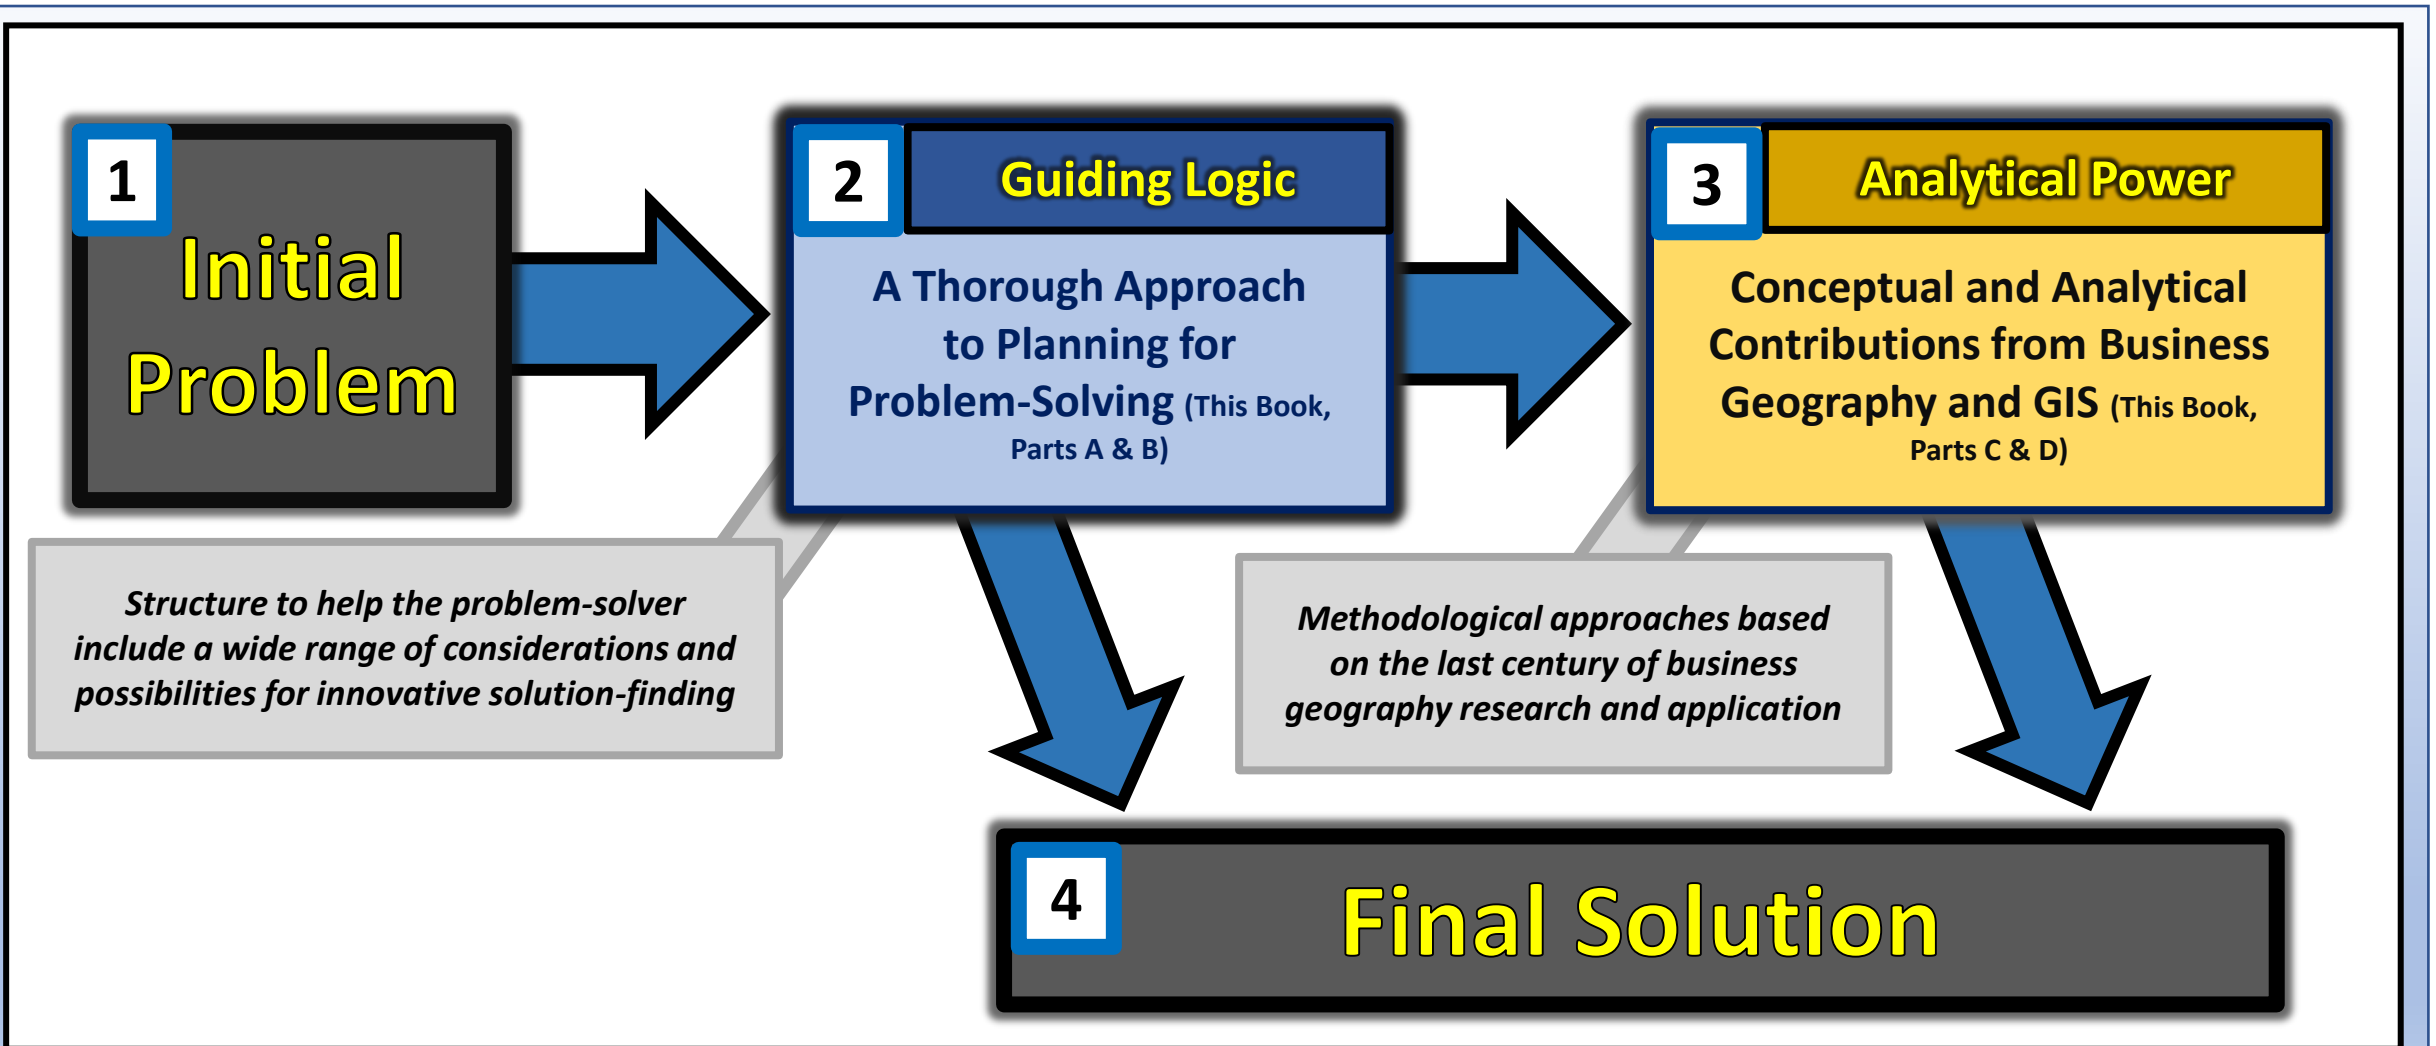 1
Initial
Problem
2
Guiding Logic
A Thorough Approach
to Planning for
Problem-Solving (This Book,
Parts A & B)
3
Analytical Power
Conceptual and Analytical
Contributions from Business
Geography and GIS (This Book,
Parts C & D)
Structure to help the problem-solver
include a wide range of considerations and
possibilities for innovative solution-finding
Methodological approaches based
on the last century of business
geography research and application
4
Final Solution